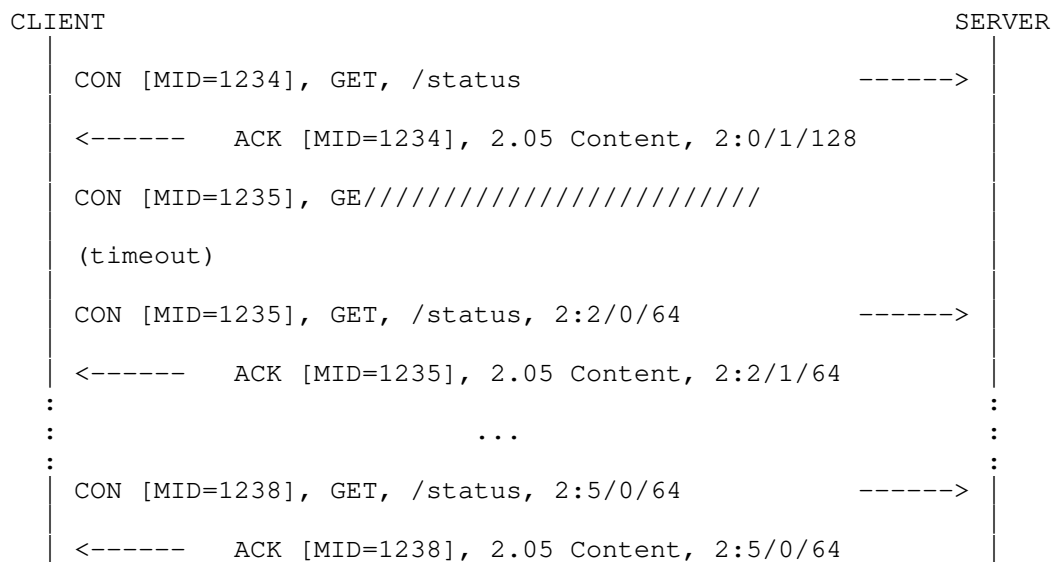 CLIENT                                                     SERVER
| CON [MID=1234], GET, /status                     ------> |
| <------   ACK [MID=1234], 2.05 Content, 2:0/1/128        |
| CON [MID=1235], GE/////////////////////////              |
| (timeout)                                                |
| CON [MID=1235], GET, /status, 2:2/0/64           ------> |
| <------   ACK [MID=1235], 2.05 Content, 2:2/1/64         |
:                                                          :
:                          ...                             :
:                                                          :
| CON [MID=1238], GET, /status, 2:5/0/64           ------> |
| <------   ACK [MID=1238], 2.05 Content, 2:5/0/64         |